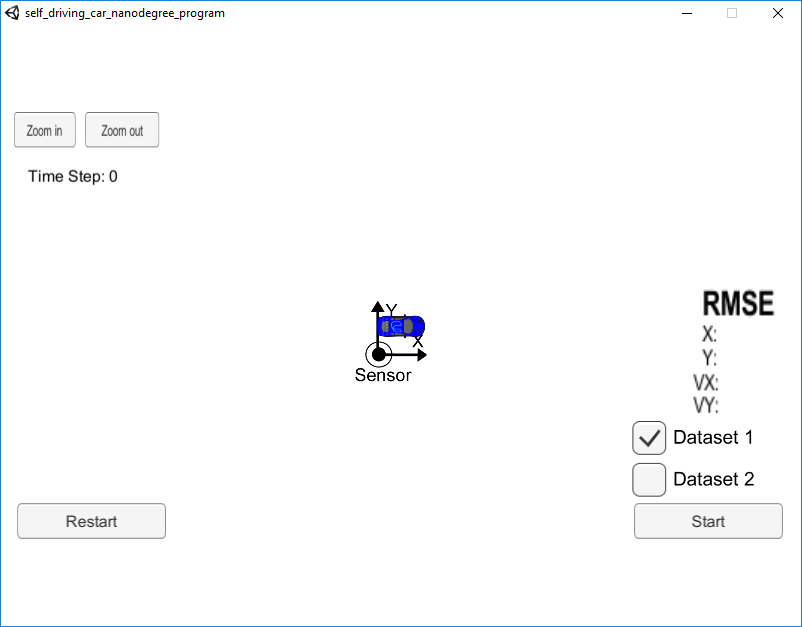 self_driving_car_nanodegree_program
Zoom in
Zoom out
Time Step: 0
Y
X
Sensor
RMSE
X:
Y:
VX:
VY:
Dataset 1
Dataset 2
Restart
Start